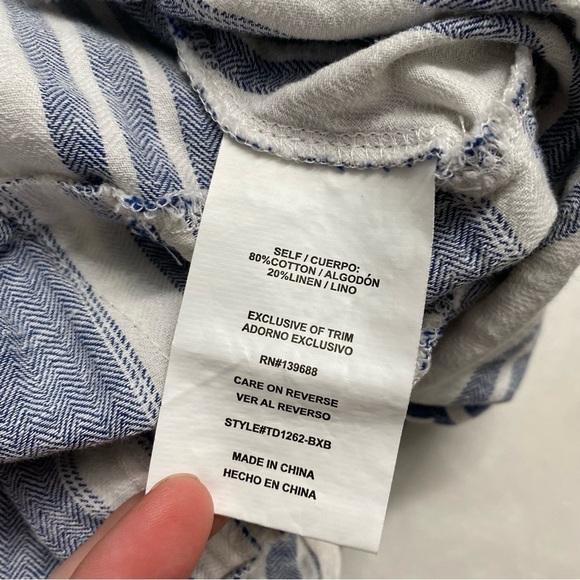 SELF / CUERPO:
80%COTTON / ALGODÓN
20%LINEN / LINO
EXCLUSIVE OF TRIM
ADORNO EXCLUSIVO
RN#139688
CARE ON REVERSE
VER AL REVERSO
STYLE#TD1262-BXB
MADE IN CHINA
HECHO EN CHINA